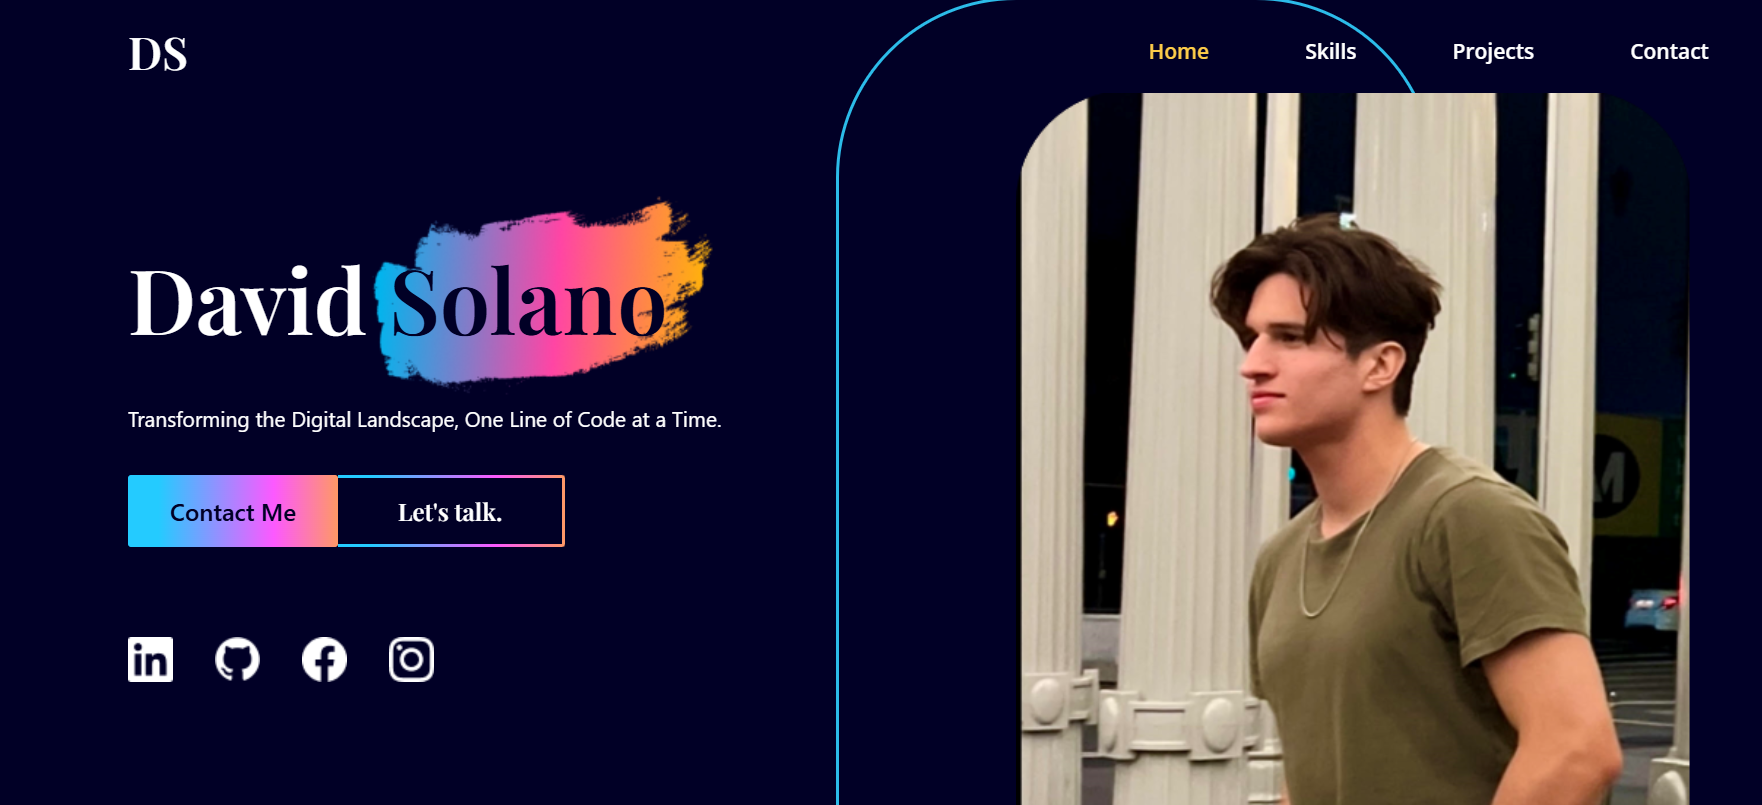 DS
Home Skills Projects Contact
David Solano
Transforming the Digital Landscape, One Line of Code at a Time.
Contact Me Let's talk.
in